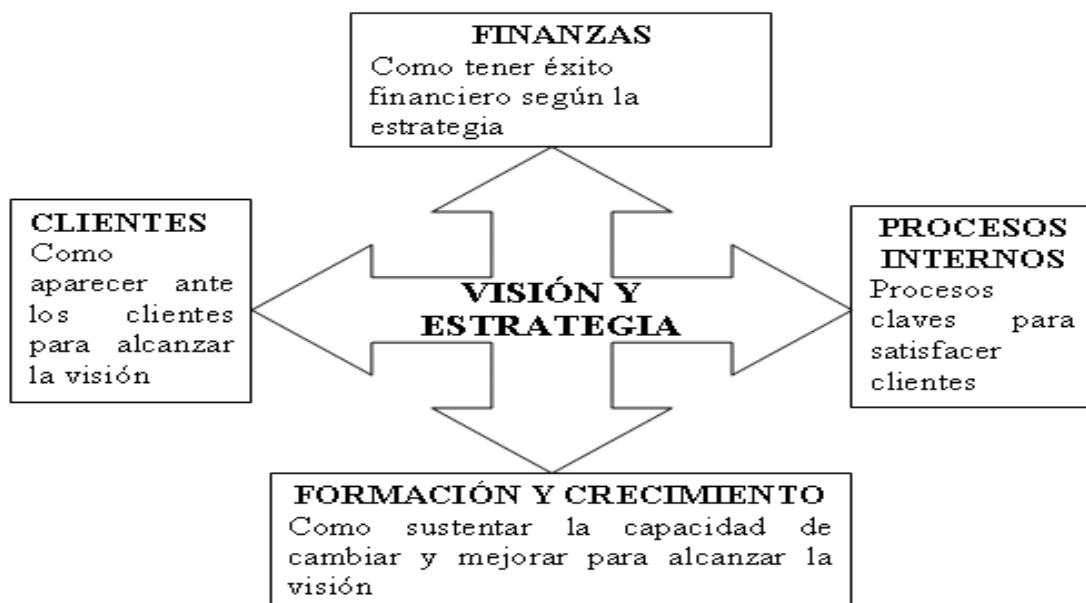 FINANZAS
Como tener éxito
financiero según la
estrategia
CLIENTES
Como
aparecer ante
los clientes
para alcanzar
la visión
VISIÓN Y
ESTRATEGIA
PROCESOS
INTERNOS
Procesos
claves para
satisfacer
clientes
FORMACIÓN Y CRECIMIENTO
Como sustentar la capacidad de
cambiar y mejorar para alcanzar la
visión